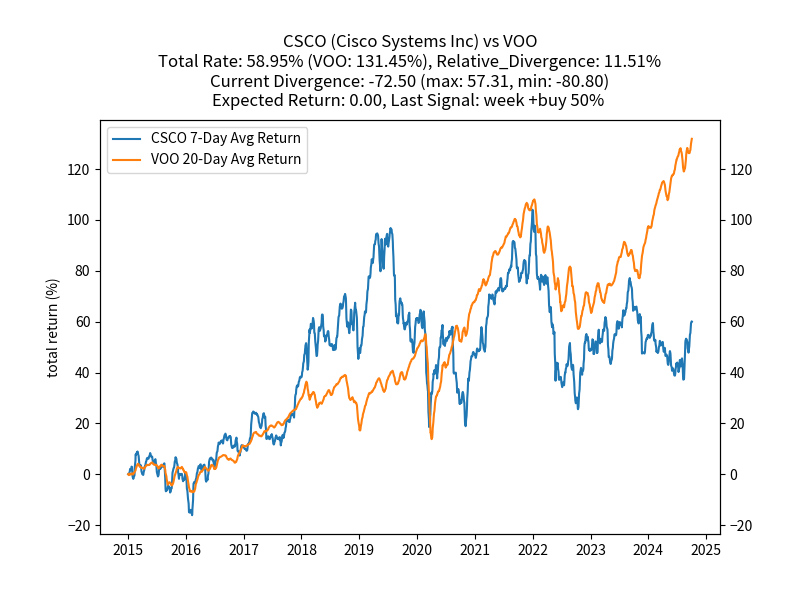 CSCO (Cisco Systems Inc) vs VOO
Total Rate: 58.95% (VOO: 131.45%), Relative_Divergence: 11.51%
Current Divergence: -72.50 (max: 57.31, min: -80.80)
Expected Return: 0.00, Last Signal: week +buy 50%
CSCO 7-Day Avg Return
VOO 20-Day Avg Return
total return (%)
120 120
100 100
80 80
60 60
40 40
20 20
0 0
−20 −20
2015 2016 2017 2018 2019 2020 2021 2022 2023 2024 2025